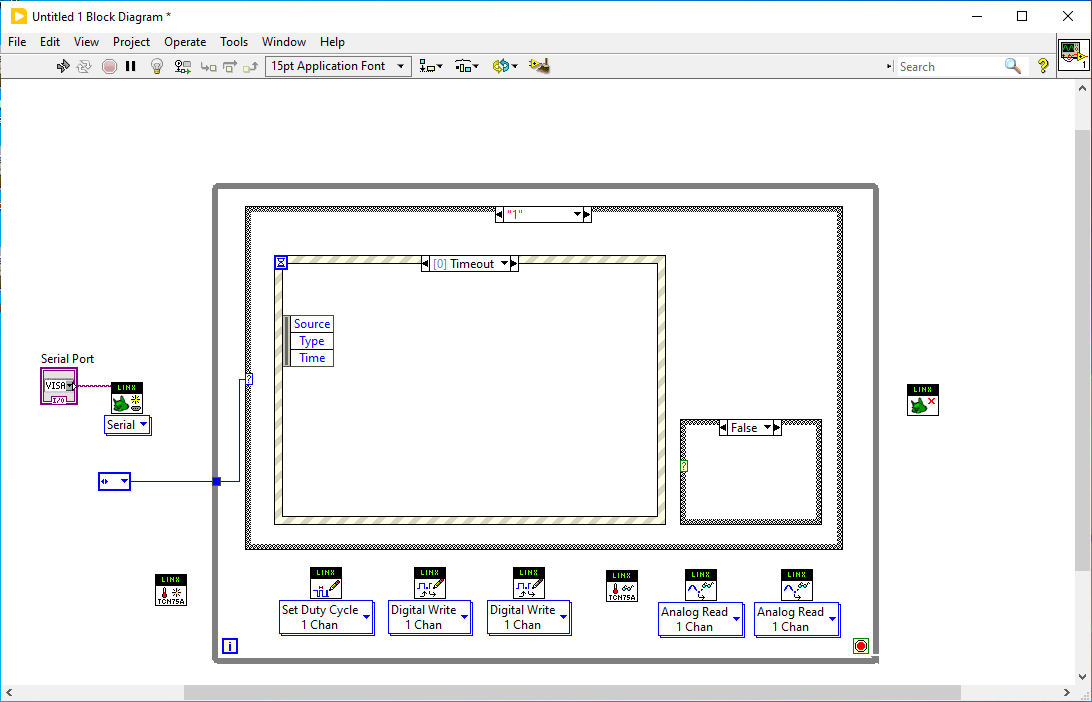 Untitled 1 Block Diagram *
File Edit View Project Operate Tools Window Help
15pt Application Font
Search
?
1
"1"
[0] Timeout
Source
Type
Time
Serial Port
VISA
I/O
LINX
Serial
?
False
?
LINX
LINX
TCN75A
LINX
Set Duty Cycle
1 Chan
LINX
Digital Write
1 Chan
LINX
Digital Write
1 Chan
LINX
TCN75A
LINX
Analog Read
1 Chan
LINX
Analog Read
1 Chan
i